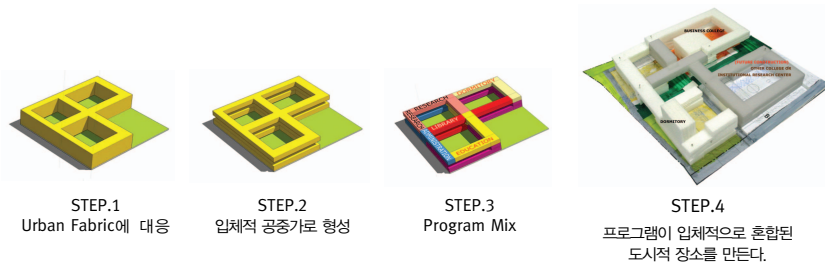 BUSINESS COLLEGE
DORMITORY
DORMITORY
LIBRARY
EDUCATION
STEP.1
Urban Fabric에 대응
STEP.2
입체적 공중가로 형성
STEP.3
Program Mix
STEP.4
프로그램이 입체적으로 혼합된
도시적 장소를 만든다.